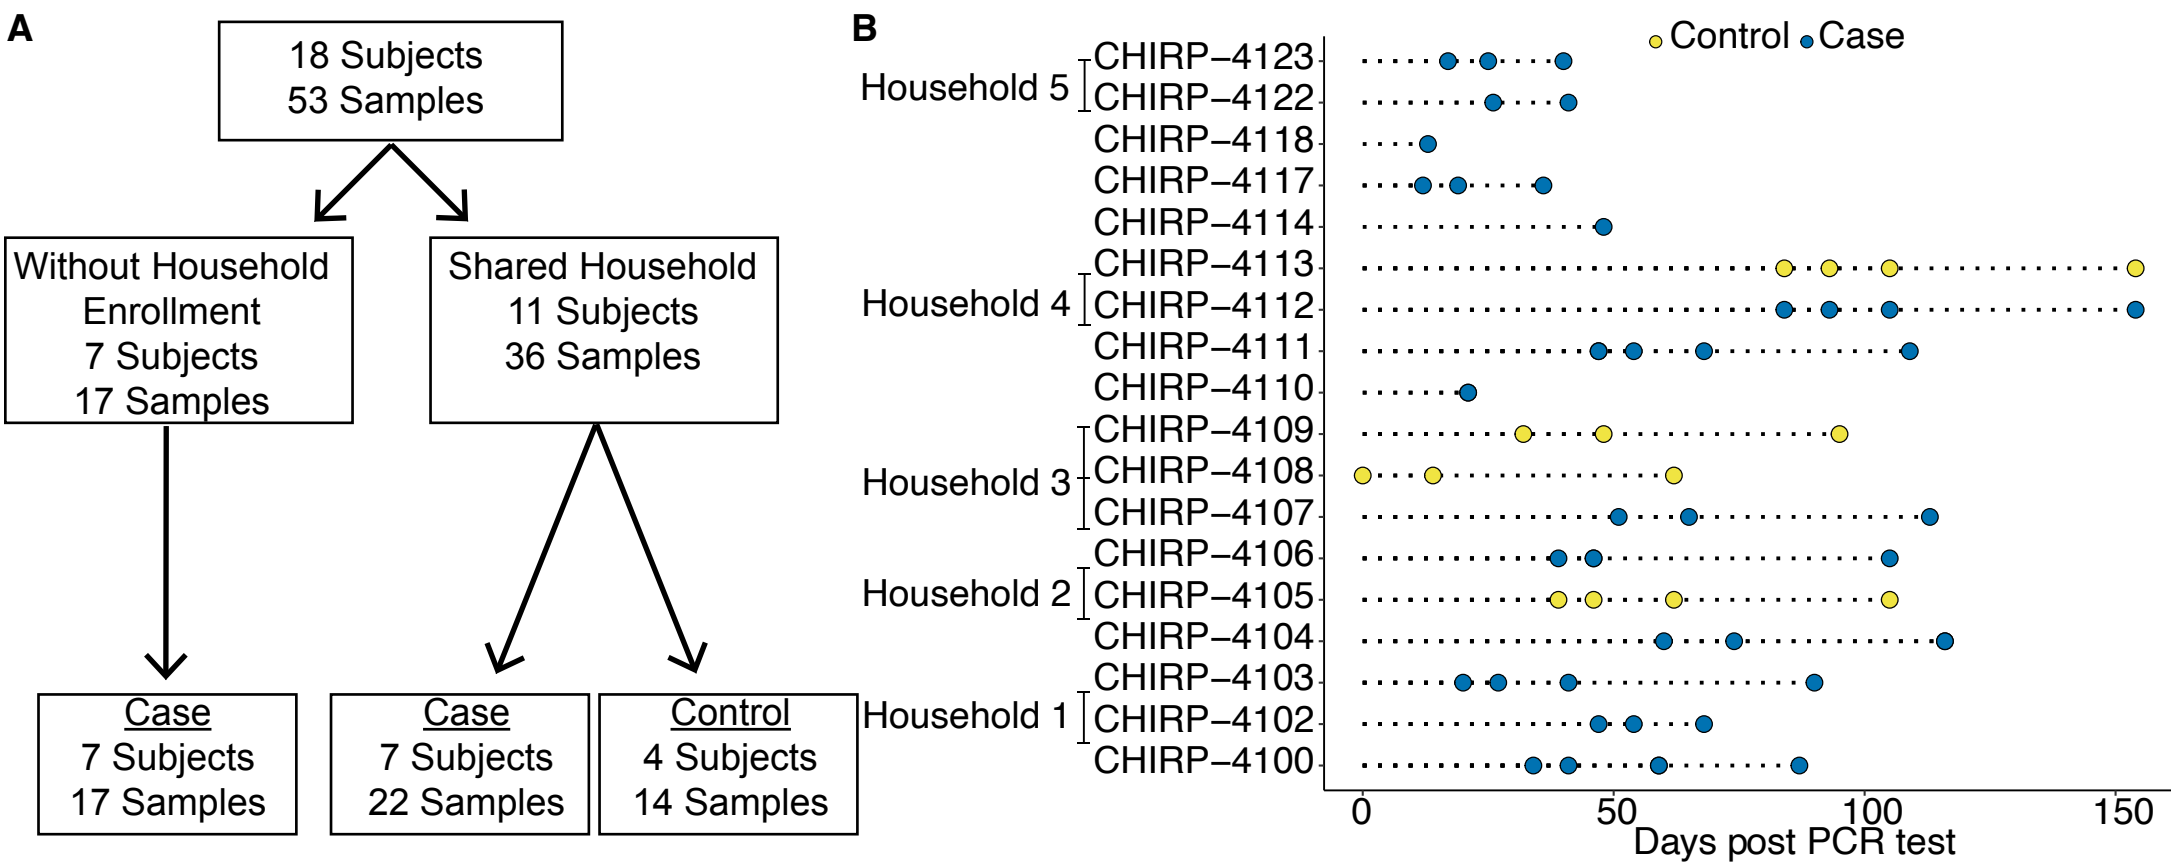 A
18 Subjects
53 Samples
Without Household
Enrollment
7 Subjects
17 Samples
Shared Household
11 Subjects
36 Samples
Case
7 Subjects
17 Samples
Case
7 Subjects
22 Samples
Control
4 Subjects
14 Samples
B
Control Case
Household 5
Household 4
Household 3
Household 2
Household 1
CHIRP−4123
CHIRP−4122
CHIRP−4118
CHIRP−4117
CHIRP−4114
CHIRP−4113
CHIRP−4112
CHIRP−4111
CHIRP−4110
CHIRP−4109
CHIRP−4108
CHIRP−4107
CHIRP−4106
CHIRP−4105
CHIRP−4104
CHIRP−4103
CHIRP−4102
CHIRP−4100
0 50 100 150
Days post PCR test